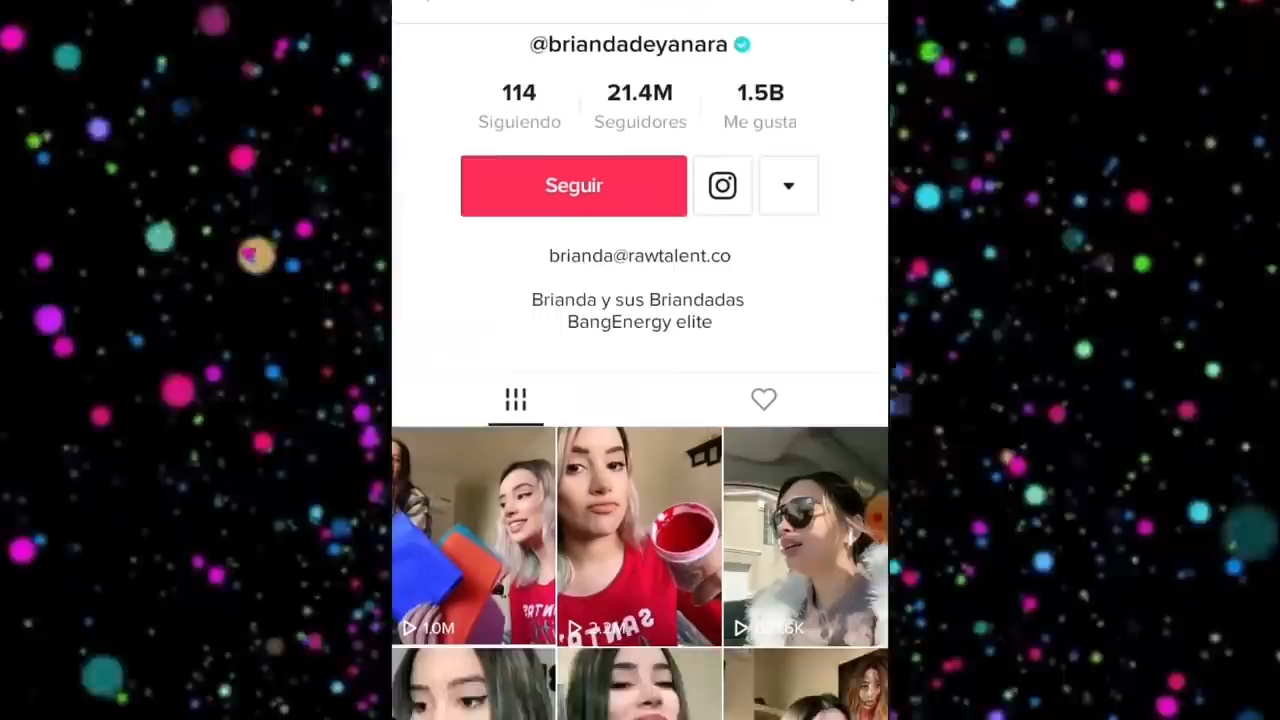 @briandadeyanara
114 21.4M 1.5B
Siguiendo Seguidores Me gusta
Seguir
brianda@rawtalent.co
Brianda y sus Briandadas
BangEnergy elite
1.0M